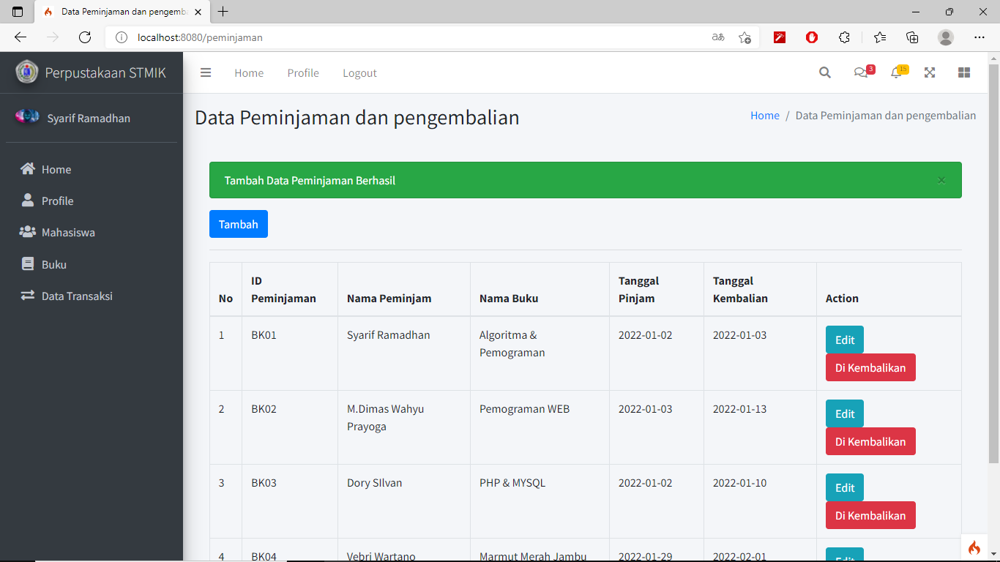 Data Peminjaman dan pengemb
localhost:8080/peminjaman
Perpustakaan STMIK
Home Profile Logout
3
15
Syarif Ramadhan
Data Peminjaman dan pengembalian
Home / Data Peminjaman dan pengembalian
Home
Profile
Mahasiswa
Buku
Data Transaksi
Tambah Data Peminjaman Berhasil ×
Tambah
No ID Peminjaman Nama Peminjam Nama Buku Tanggal Pinjam Tanggal Kembalian Action
1 BK01 Syarif Ramadhan Algoritma & Pemograman 2022-01-02 2022-01-03 Edit Di Kembalikan
2 BK02 M.Dimas Wahyu Prayoga Pemograman WEB 2022-01-03 2022-01-13 Edit Di Kembalikan
3 BK03 Dory SIlvan PHP & MYSQL 2022-01-02 2022-01-10 Edit Di Kembalikan
4 BK04 Vebri Wartano Marmut Merah Jambu 2022-01-29 2022-02-01 Edit